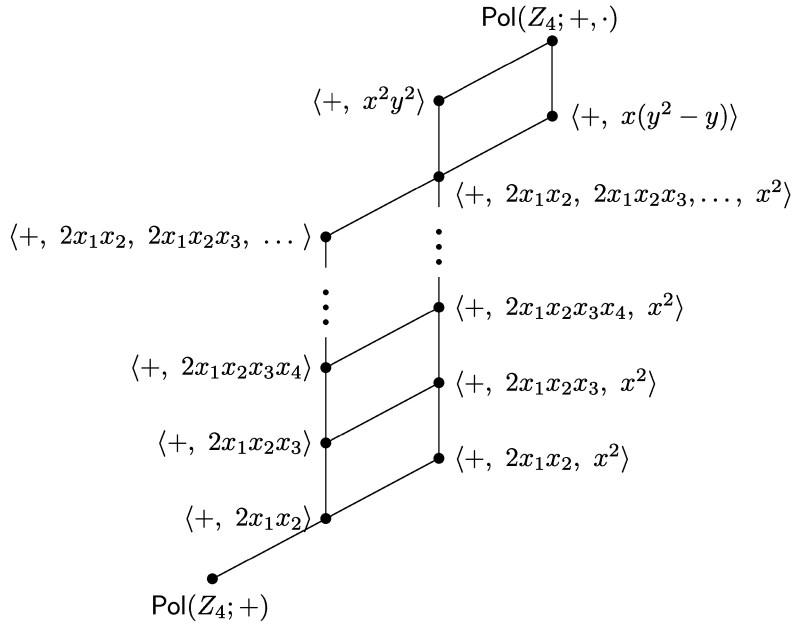 Pol(Z₄; +, ·)
⟨+, x²y²⟩
⟨+, x(y² − y)⟩
⟨+, 2x₁x₂, 2x₁x₂x₃, …, x²⟩
⟨+, 2x₁x₂, 2x₁x₂x₃, … ⟩
⟨+, 2x₁x₂x₃x₄, x²⟩
⟨+, 2x₁x₂x₃x₄⟩
⟨+, 2x₁x₂x₃, x²⟩
⟨+, 2x₁x₂x₃⟩
⟨+, 2x₁x₂, x²⟩
⟨+, 2x₁x₂⟩
Pol(Z₄; +)